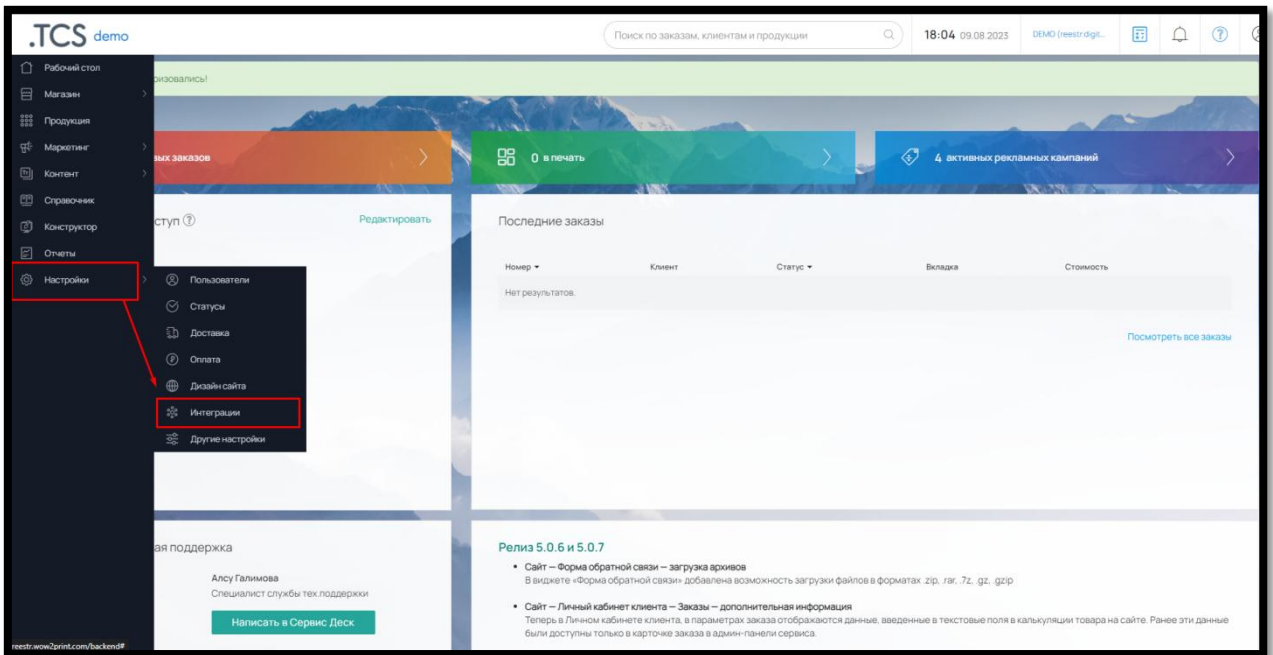 .TCS demo
Поиск по заказам, клиентам и продукции
18:04 09.08.2023
DEMO (reestr.digit...
Рабочий стол
Магазин
Продукция
Маркетинг
Контент
Справочник
Конструктор
Отчеты
Настройки
Пользователи
Статусы
Доставка
Оплата
Дизайн сайта
Интеграции
Другие настройки
ризовались!
вых заказов
0 в печать
4 активных рекламных кампаний
ступ
Редактировать
Последние заказы
Номер
Клиент
Статус
Вкладка
Стоимость
Нет результатов.
Посмотреть все заказы
ая поддержка
Алсу Галимова
Специалист службы тех.поддержки
Написать в Сервис Деск
Релиз 5.0.6 и 5.0.7
• Сайт — Форма обратной связи — загрузка архивов
В виджете «Форма обратной связи» добавлена возможность загрузки файлов в форматах .zip, .rar, .7z, .gz, .gzip
• Сайт — Личный кабинет клиента — Заказы — дополнительная информация
Теперь в Личном кабинете клиента, в параметрах заказа отображаются данные, введенные в текстовые поля в калькуляции товара на сайте. Ранее эти данные
были доступны только в карточке заказа в админ-панели сервиса.
reestr.wow2print.com/backend#